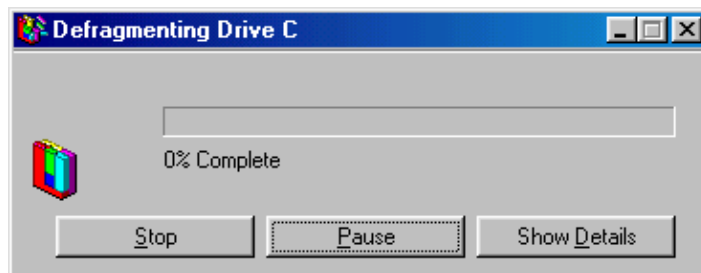 Defragmenting Drive C
0% Complete
Stop Pause Show Details